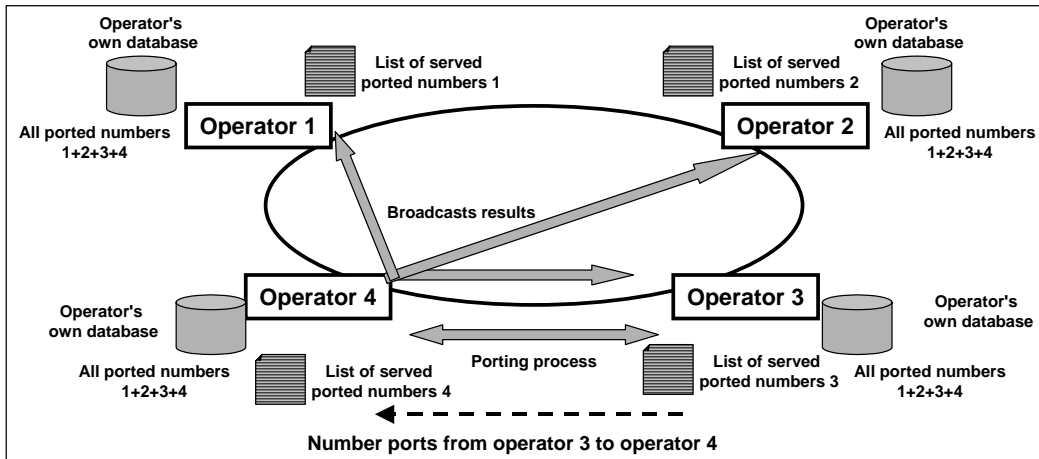 Operator's
own database
List of served
ported numbers 1
Operator 1
All ported numbers
1+2+3+4
List of served
ported numbers 2
Operator's
own database
Operator 2
All ported numbers
1+2+3+4
Broadcasts results
Operator 4
Operator 3
Operator's
own database
Operator's
own database
Porting process
All ported numbers
1+2+3+4
List of served
ported numbers 4
List of served
ported numbers 3
All ported numbers
1+2+3+4
Number ports from operator 3 to operator 4